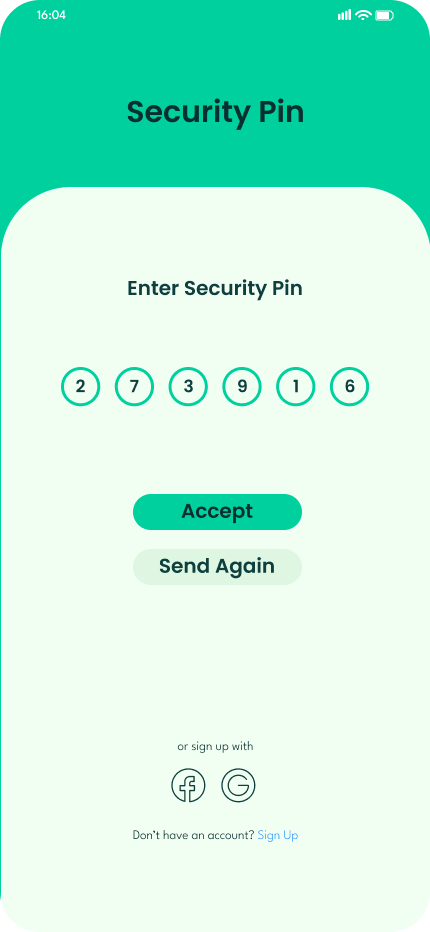 16:04
Security Pin
Enter Security Pin
2 7 3 9 1 6
Accept
Send Again
or sign up with
Don't have an account? Sign Up